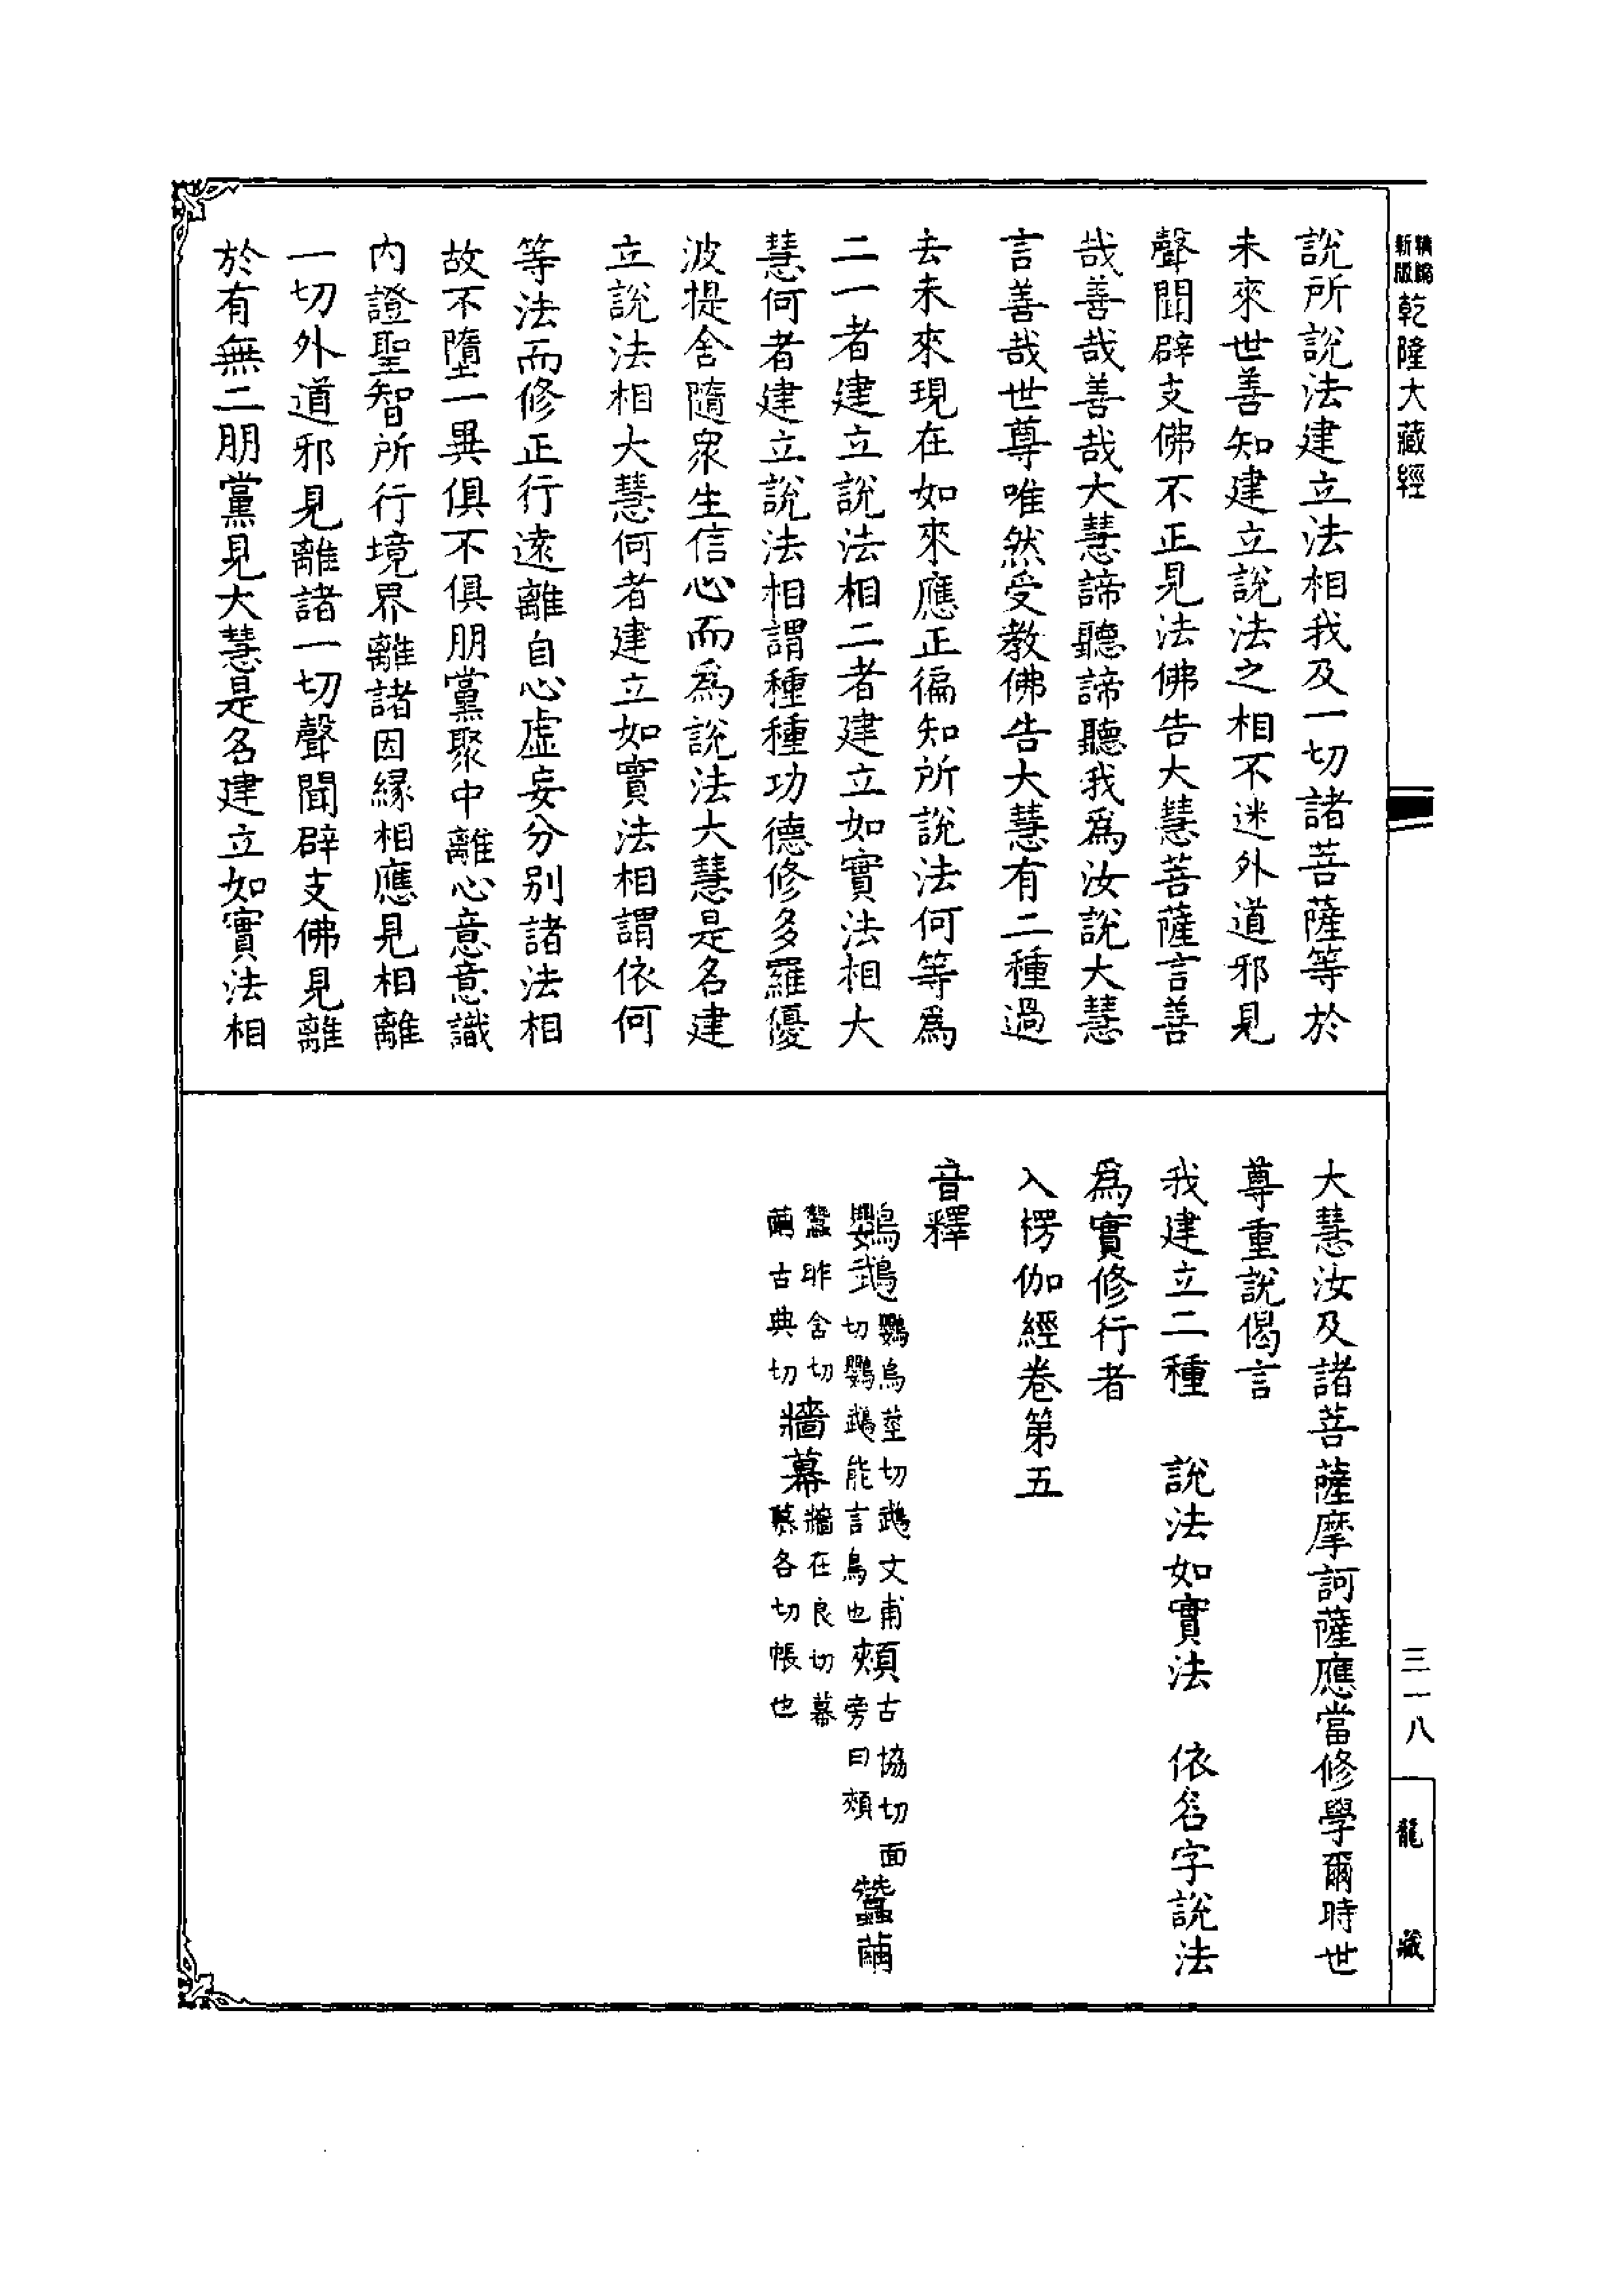 精編
新版
乾隆大藏經
三一八
龍藏
說所說法建立法相我及一切諸菩薩等於
未來世善知建立說法之相不迷外道邪見
聲聞辟支佛不正見法佛告大慧菩薩言善
哉善哉善哉大慧諦聽諦聽我為汝說大慧
言善哉世尊唯然受教佛告大慧有二種過
去未來現在如來應正徧知所說法何等為
二一者建立說法相二者建立如實法相大
慧何者建立說法相謂種種功德修多羅優
波提舍隨眾生信心而為說法大慧是名建
立說法相大慧何者建立如實法相謂依何
等法而修正行遠離自心虛妄分別諸法相
故不墮一異俱不俱朋黨聚中離心意意識
內證聖智所行境界離諸因緣相應見相離
一切外道邪見離諸一切聲聞辟支佛見離
於有無二朋黨見大慧是名建立如實法相
大慧汝及諸菩薩摩訶薩應當修學爾時世
尊重說偈言
我建立二種　說法如實法　依名字說法
為實修行者
入楞伽經卷第五
音釋
鸚鵡鸚烏莖切鵡文甫切鸚鵡能言鳥也頰古協切面旁曰頰蠶繭
蠶昨含切繭古典切牆幕牆在良切幕慕各切帳也